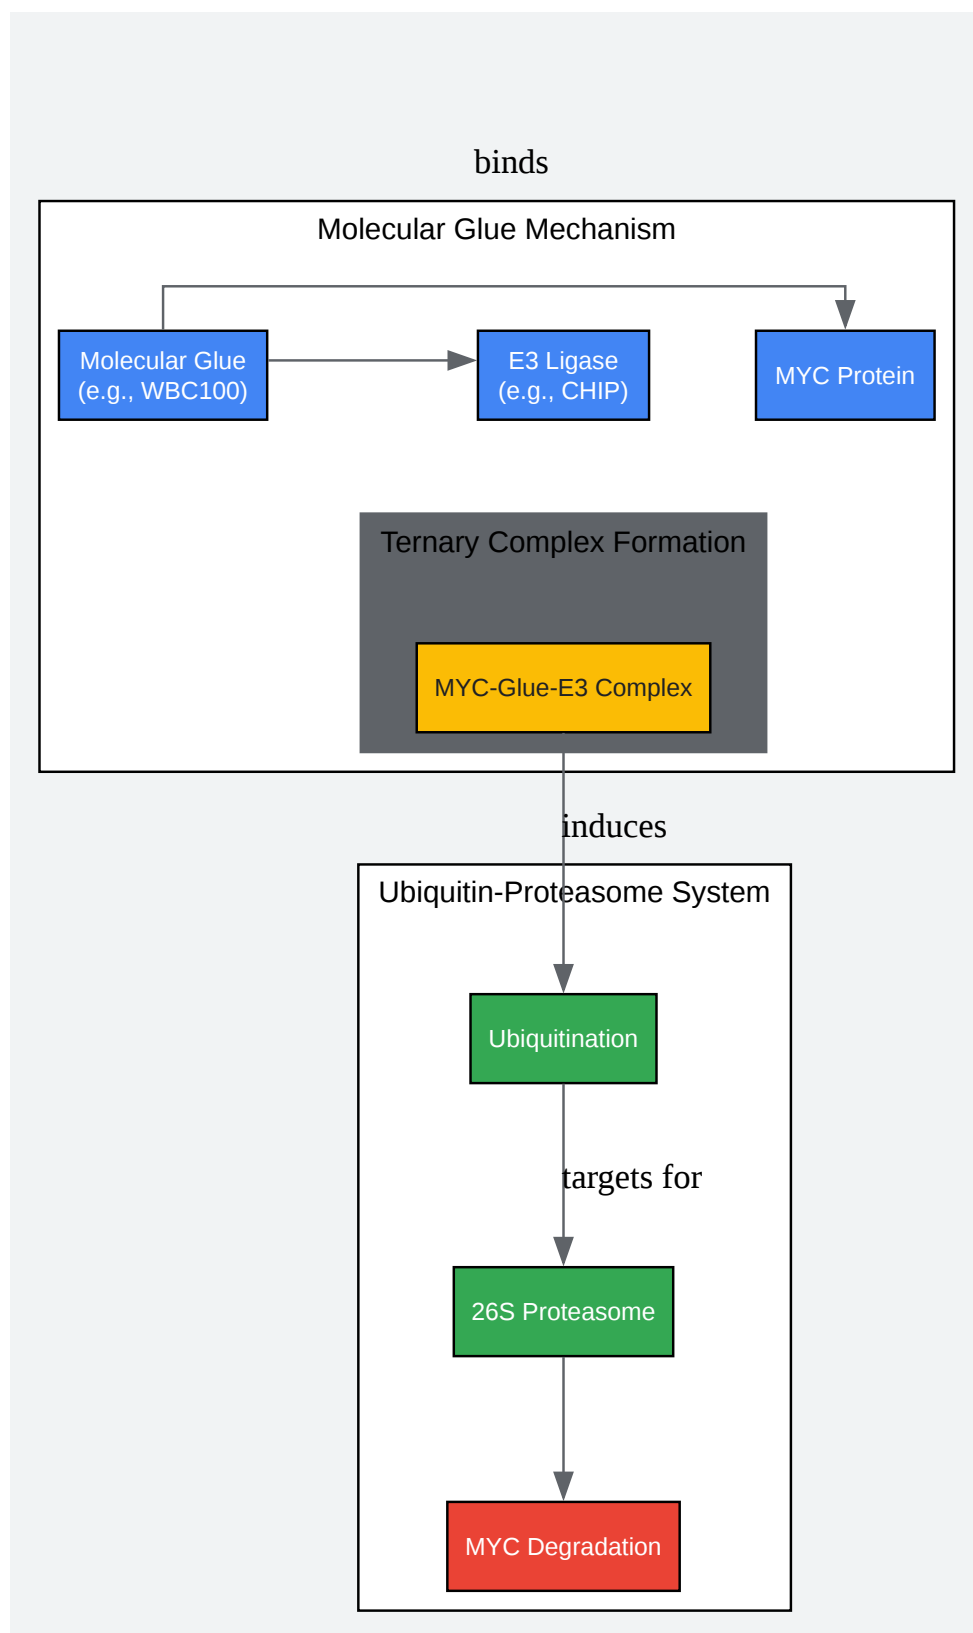 binds
Molecular Glue Mechanism
Molecular Glue
(e.g., WBC100)
E3 Ligase
(e.g., CHIP)
MYC Protein
Ternary Complex Formation
MYC-Glue-E3 Complex
induces
Ubiquitin-Proteasome System
Ubiquitination
targets for
26S Proteasome
MYC Degradation